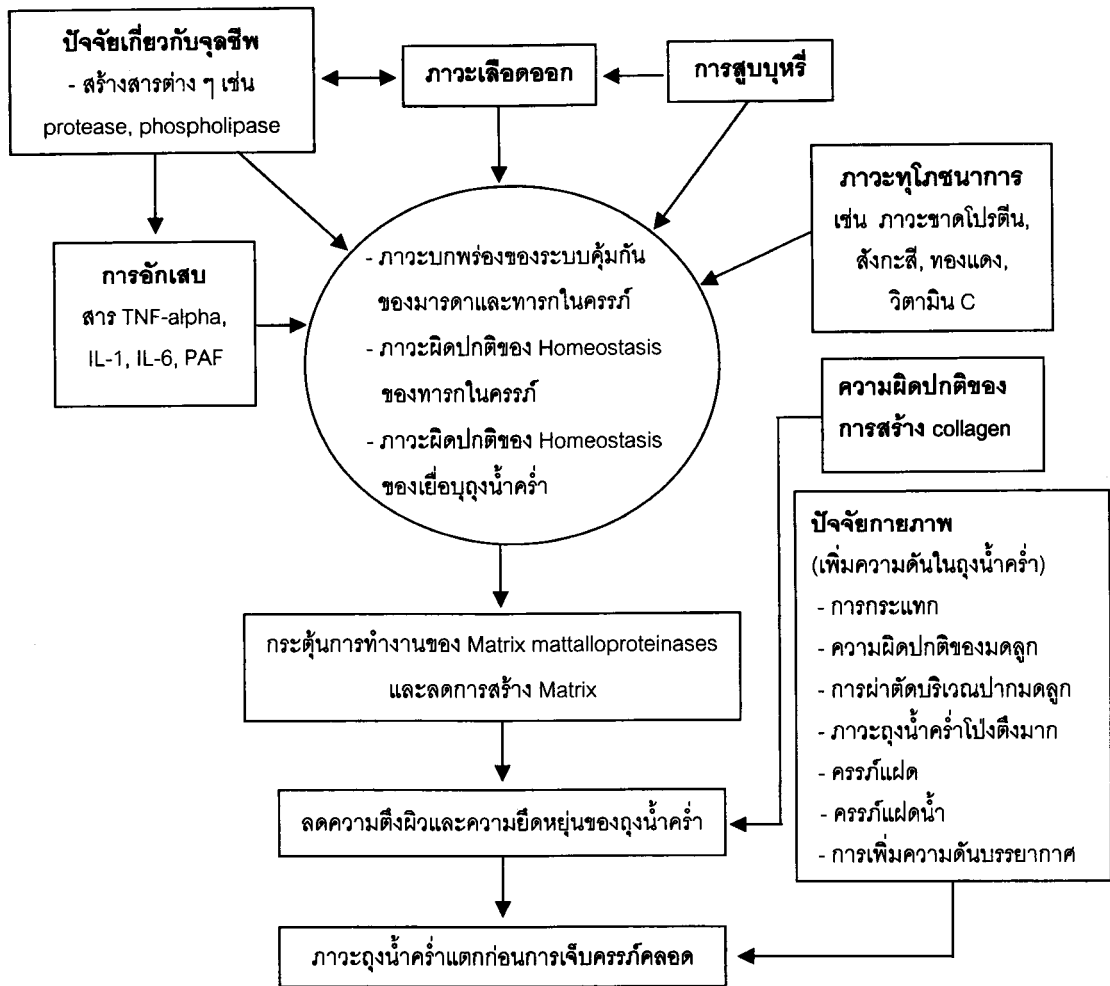 ปัจจัยเกี่ยวกับจุลชีพ
- สร้างสารต่าง ๆ เช่น
protease, phospholipase
ภาวะเลือดออก
การสูบบุหรี่
ภาวะทุโภชนาการ
เช่น ภาวะขาดโปรตีน,
สังกะสี, ทองแดง,
วิตามิน C
การอักเสบ
สาร TNF-alpha,
IL-1, IL-6, PAF
- ภาวะบกพร่องของระบบคุ้มกัน
ของมารดาและทารกในครรภ์
- ภาวะผิดปกติของ Homeostasis
ของทารกในครรภ์
- ภาวะผิดปกติของ Homeostasis
ของเยื่อบุถุงน้ำคร่ำ
ความผิดปกติของ
การสร้าง collagen
ปัจจัยกายภาพ
(เพิ่มความดันในถุงน้ำคร่ำ)
- การกระแทก
- ความผิดปกติของมดลูก
- การผ่าตัดบริเวณปากมดลูก
- ภาวะถุงน้ำคร่ำโป่งตึงมาก
- ครรภ์แฝด
- ครรภ์แฝดน้ำ
- การเพิ่มความดันบรรยากาศ
กระตุ้นการทำงานของ Matrix mattalloproteinases
และลดการสร้าง Matrix
ลดความตึงผิวและความยืดหยุ่นของถุงน้ำคร่ำ
ภาวะถุงน้ำคร่ำแตกก่อนการเจ็บครรภ์คลอด